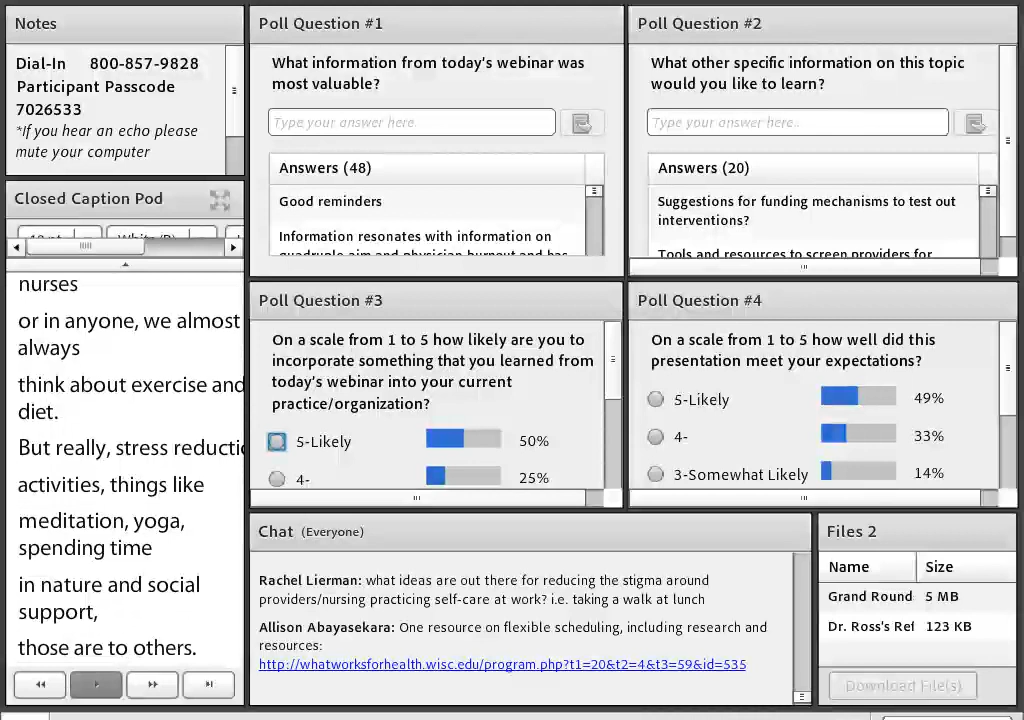 Notes
Dial-In 800-857-9828
Participant Passcode
7026533
*If you hear an echo please
mute your computer
Closed Caption Pod
nurses
or in anyone, we almost
always
think about exercise and
diet.
But really, stress reductio
activities, things like
meditation, yoga,
spending time
in nature and social
support,
those are to others.
Poll Question #1
What information from today's webinar was
most valuable?
Type your answer here.
Answers (48)
Good reminders
Information resonates with information on
quadruple aim and physician burnout and has
Poll Question #2
What other specific information on this topic
would you like to learn?
Type your answer here..
Answers (20)
Suggestions for funding mechanisms to test out
interventions?
Tools and resources to screen providers for
Poll Question #3
On a scale from 1 to 5 how likely are you to
incorporate something that you learned from
today's webinar into your current
practice/organization?
5-Likely 50%
4- 25%
Poll Question #4
On a scale from 1 to 5 how well did this
presentation meet your expectations?
5-Likely 49%
4- 33%
3-Somewhat Likely 14%
Chat (Everyone)
Rachel Lierman: what ideas are out there for reducing the stigma around
providers/nursing practicing self-care at work? i.e. taking a walk at lunch
Allison Abayasekara: One resource on flexible scheduling, including research and
resources:
http://whatworksforhealth.wisc.edu/program.php?t1=20&t2=4&t3=59&id=535
Files 2
Name Size
Grand Round 5 MB
Dr. Ross's Ref 123 KB
Download File(s)